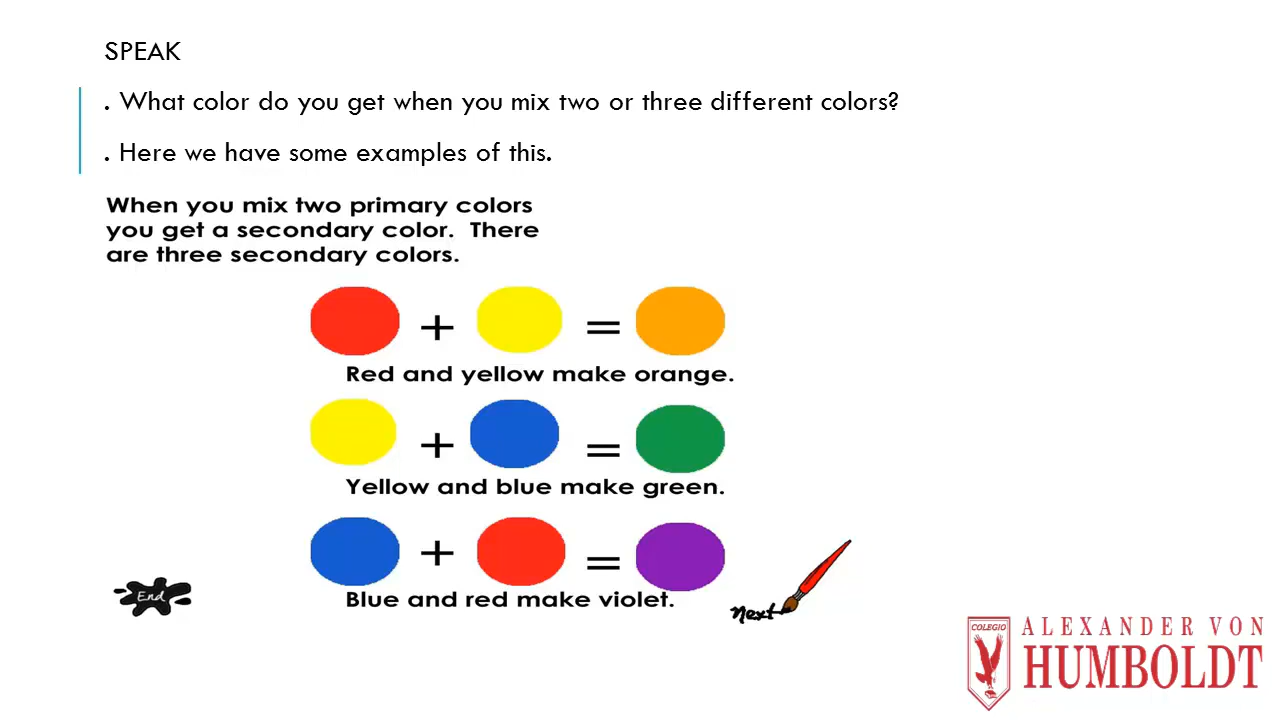 SPEAK
. What color do you get when you mix two or three different colors?
. Here we have some examples of this.
When you mix two primary colors
you get a secondary color. There
are three secondary colors.
+ =
Red and yellow make orange.
+ =
Yellow and blue make green.
+ =
Blue and red make violet.
End
next
COLEGIO
ALEXANDER VON
HUMBOLDT